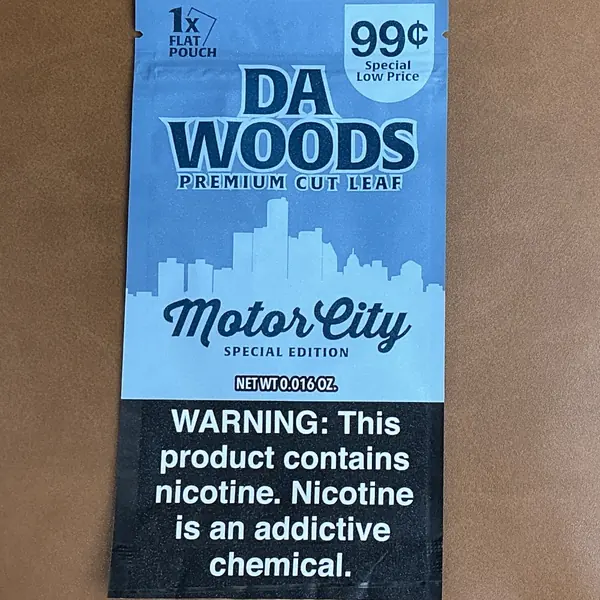 1X
FLAT
POUCH
99¢
Special
Low Price
DA
WOODS
PREMIUM CUT LEAF
Motor City
SPECIAL EDITION
NET WT 0.016 OZ.
WARNING: This
product contains
nicotine. Nicotine
is an addictive
chemical.